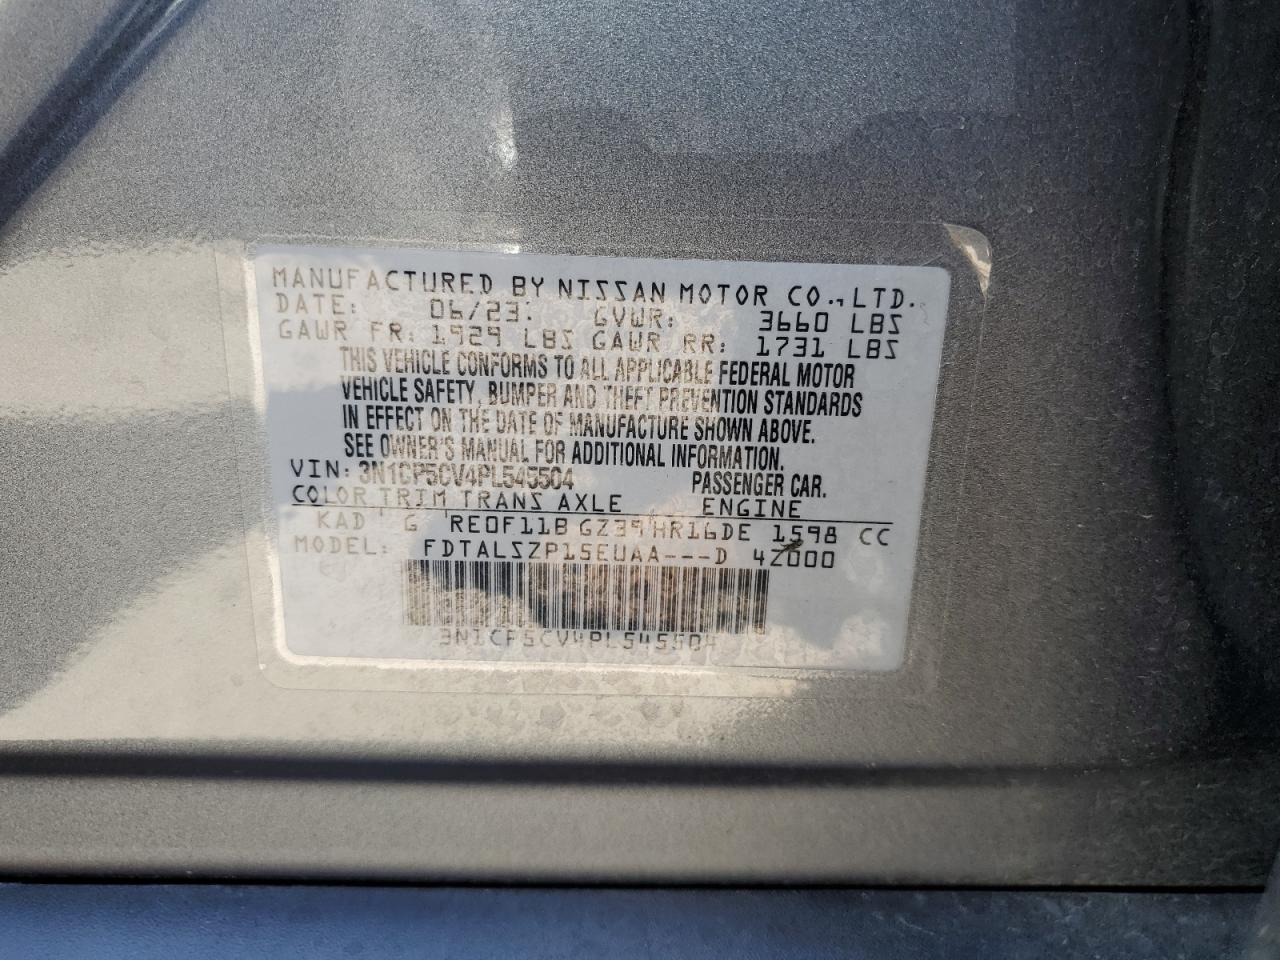 MANUFACTURED BY NISSAN MOTOR CO., LTD.
DATE: 06/23 GVWR: 3660 LBS
GAWR FR: 1929 LBS GAWR RR: 1731 LBS
THIS VEHICLE CONFORMS TO ALL APPLICABLE FEDERAL MOTOR
VEHICLE SAFETY, BUMPER AND THEFT PREVENTION STANDARDS
IN EFFECT ON THE DATE OF MANUFACTURE SHOWN ABOVE.
SEE OWNER'S MANUAL FOR ADDITIONAL INFORMATION.
VIN: 3N1CP5CV4PL545504 PASSENGER CAR.
COLOR TRIM TRANS AXLE ENGINE
KAD G RE0F11B GZ39 HR16DE 1598 CC
MODEL: FDTALSZP15EUAA---D 42000
3N1CP5CV4PL545504